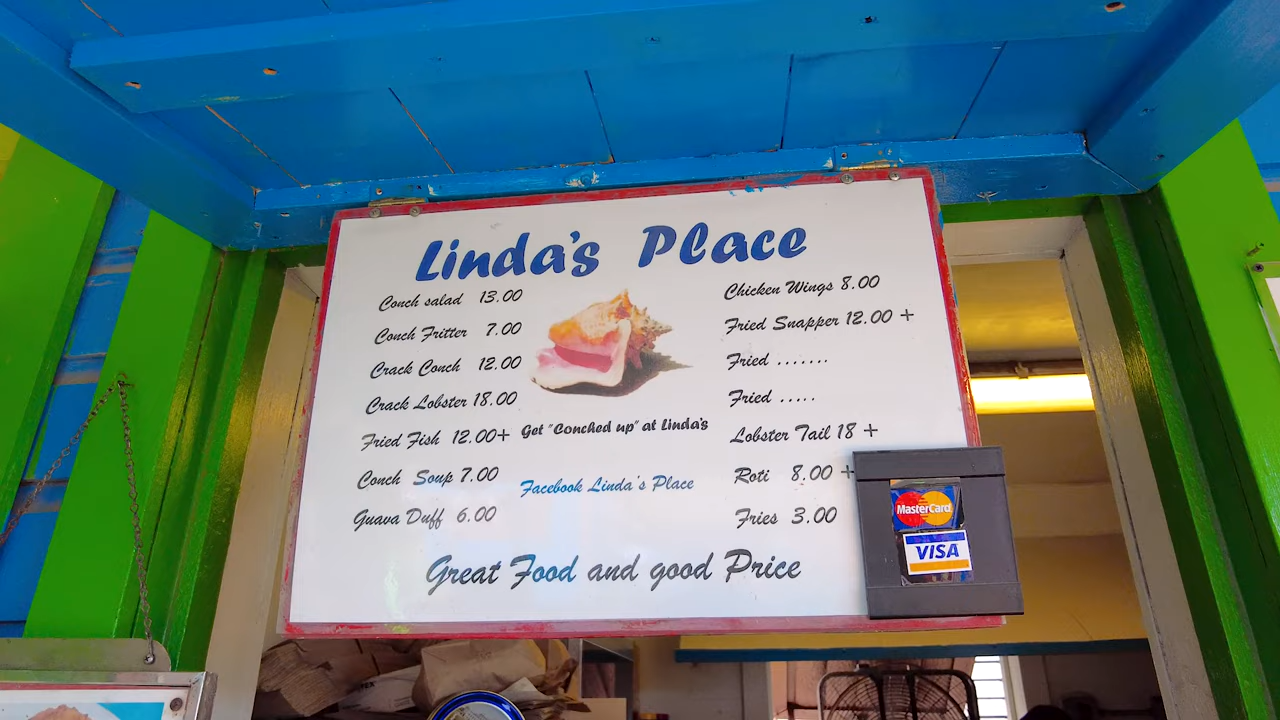 Linda's Place
Conch salad 13.00
Conch Fritter 7.00
Crack Conch 12.00
Crack Lobster 18.00
Fried Fish 12.00+
Conch Soup 7.00
Guava Duff 6.00
Get "Conched up" at Linda's
Facebook Linda's Place
Chicken Wings 8.00
Fried Snapper 12.00 +
Fried .......
Fried .....
Lobster Tail 18 +
Roti 8.00 +
Fries 3.00
Great Food and good Price
MasterCard
VISA